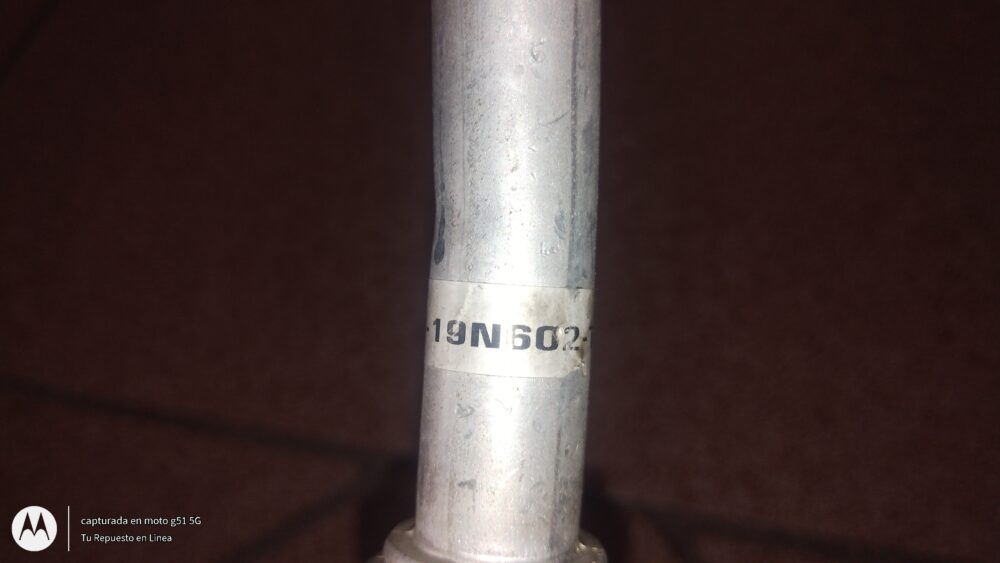 -19N602-
capturada en moto g51 5G
Tu Repuesto en Linea